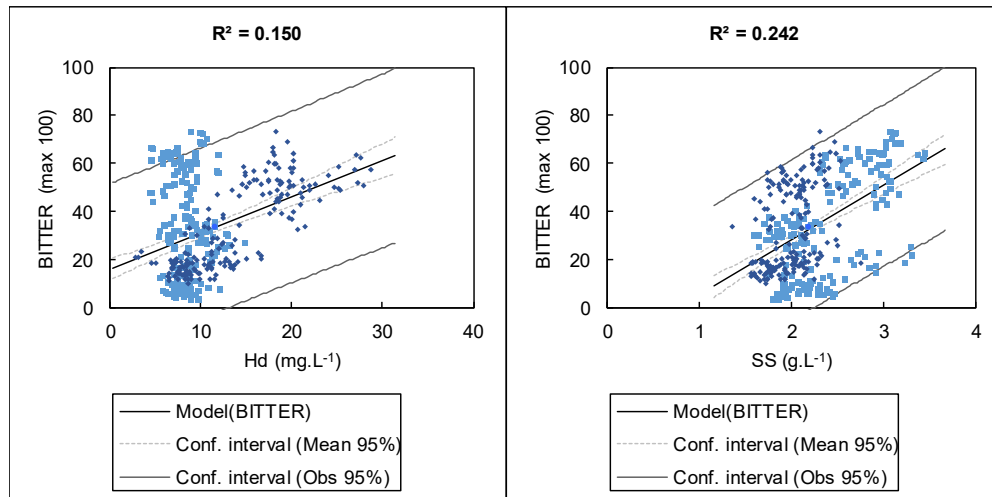 R² = 0.150
100
80
60
40
20
0
BITTER (max 100)
0
10
20
30
40
Hd (mg.L-1)
Model(BITTER)
Conf. interval (Mean 95%)
Conf. interval (Obs 95%)
R² = 0.242
100
80
60
40
20
0
BITTER (max 100)
0
1
2
3
4
SS (g.L-1)
Model(BITTER)
Conf. interval (Mean 95%)
Conf. interval (Obs 95%)